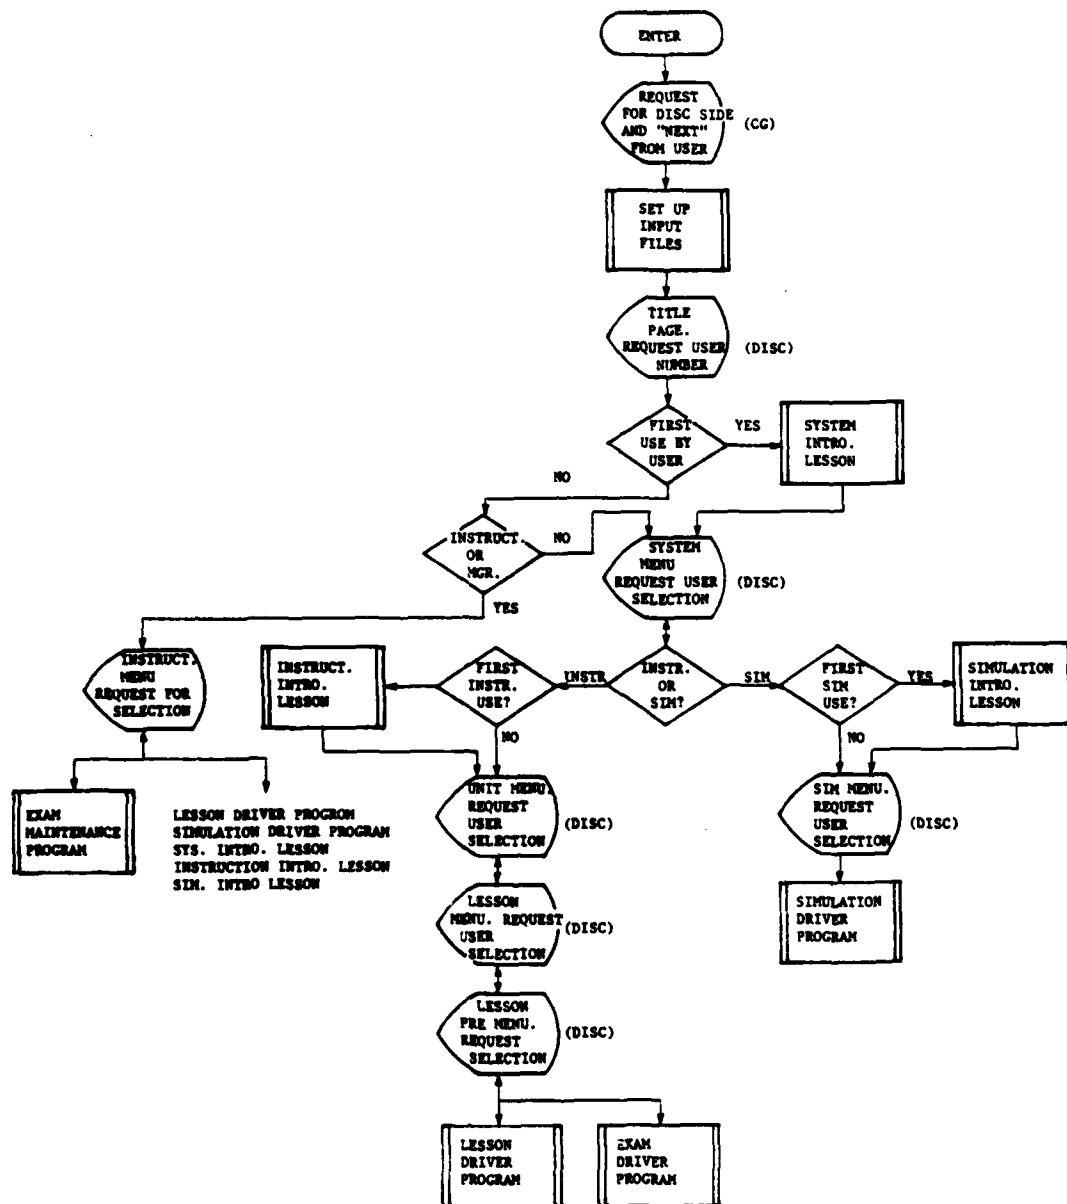 ENTER
REQUEST
FOR DISC SIDE
AND "NEXT"
FROM USER
(CG)
SET UP
INPUT
FILES
TITLE
PAGE.
REQUEST USER
NUMBER
(DISC)
FIRST
USE BY
USER
YES
SYSTEM
INTRO.
LESSON
NO
INSTRUCT.
OR
MGR.
NO
SYSTEM
MENU
REQUEST USER
SELECTION
(DISC)
YES
INSTRUCT.
MENU
REQUEST FOR
SELECTION
INSTRUCT.
INTRO.
LESSON
FIRST
INSTR.
USE?
INSTR
INSTR.
OR
SIM?
SIM
FIRST
SIM
USE?
YES
SIMULATION
INTRO.
LESSON
NO
NO
EXAM
MAINTENANCE
PROGRAM
LESSON DRIVER PROGROM
SIMULATION DRIVER PROGRAM
SYS. INTRO. LESSON
INSTRUCTION INTRO. LESSON
SIM. INTRO LESSON
UNIT MENU.
REQUEST
USER
SELECTION
(DISC)
SIM MENU.
REQUEST
USER
SELECTION
(DISC)
LESSON
MENU. REQUEST
USER
SELECTION
(DISC)
SIMULATION
DRIVER
PROGRAM
LESSON
PRE MENU.
REQUEST
SELECTION
(DISC)
LESSON
DRIVER
PROGRAM
EXAM
DRIVER
PROGRAM